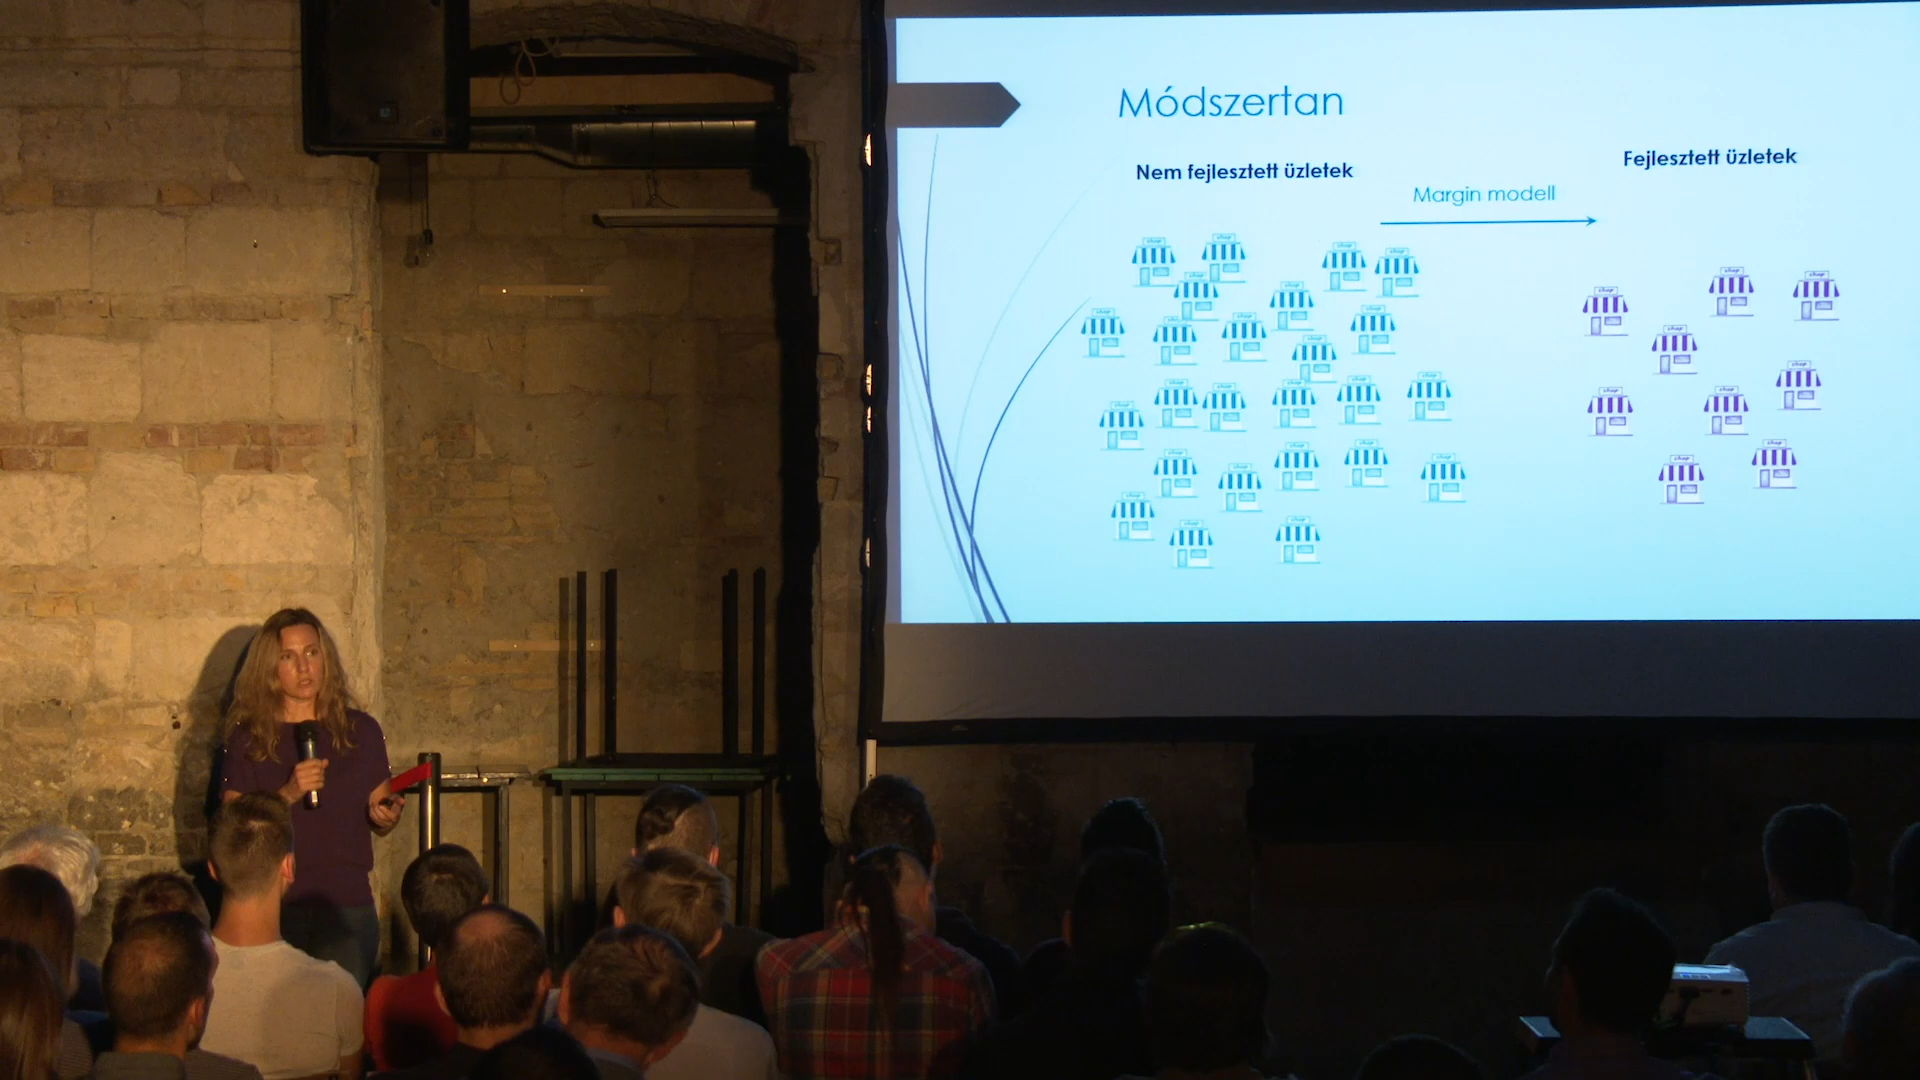 Módszertan
Nem fejlesztett üzletek
Margin modell
Fejlesztett üzletek